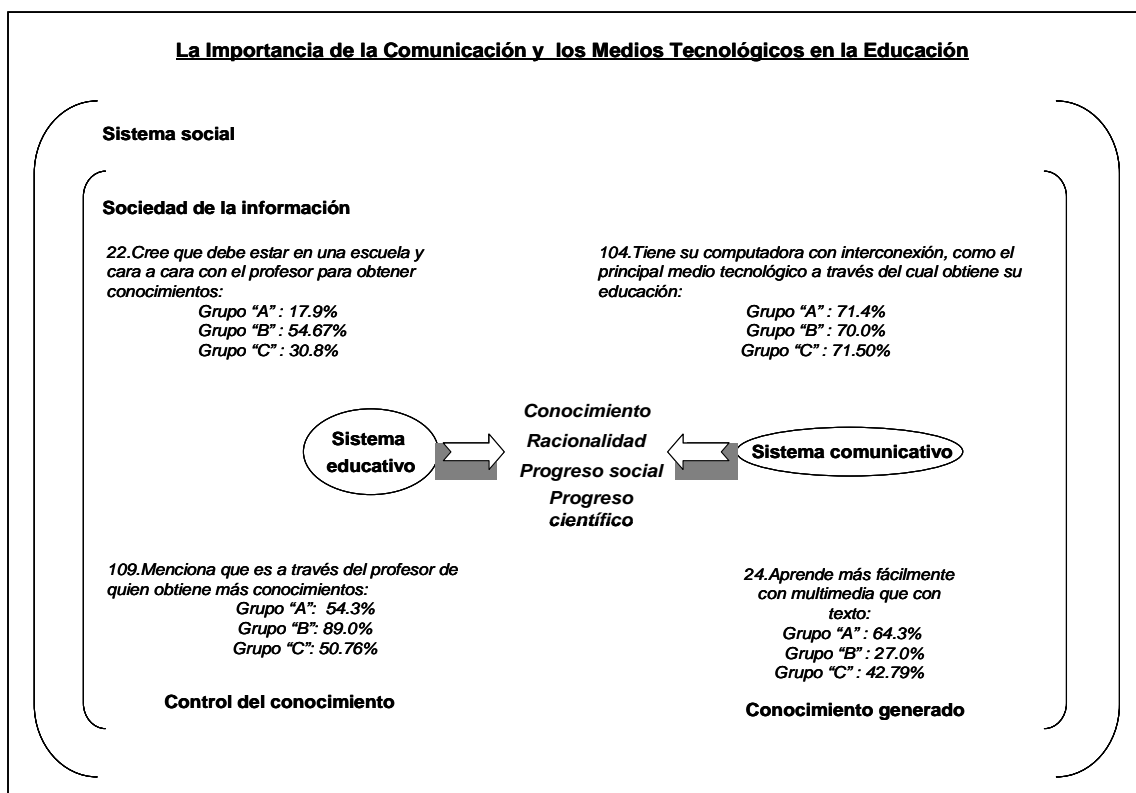 La Importancia de la Comunicación y los Medios Tecnológicos en la Educación
Sistema social
Sociedad de la información
22.Cree que debe estar en una escuela y
cara a cara con el profesor para obtener
conocimientos:
Grupo “A” : 17.9%
Grupo “B” : 54.67%
Grupo “C” : 30.8%
104.Tiene su computadora con interconexión, como el
principal medio tecnológico a través del cual obtiene su
educación:
Grupo “A” : 71.4%
Grupo “B” : 70.0%
Grupo “C” : 71.50%
Sistema
educativo
Conocimiento
Racionalidad
Progreso social
Progreso
científico
Sistema comunicativo
109.Menciona que es a través del profesor de
quien obtiene más conocimientos:
Grupo “A”: 54.3%
Grupo “B”: 89.0%
Grupo “C”: 50.76%
Control del conocimiento
24.Aprende más fácilmente
con multimedia que con
texto:
Grupo “A” : 64.3%
Grupo “B” : 27.0%
Grupo “C” : 42.79%
Conocimiento generado